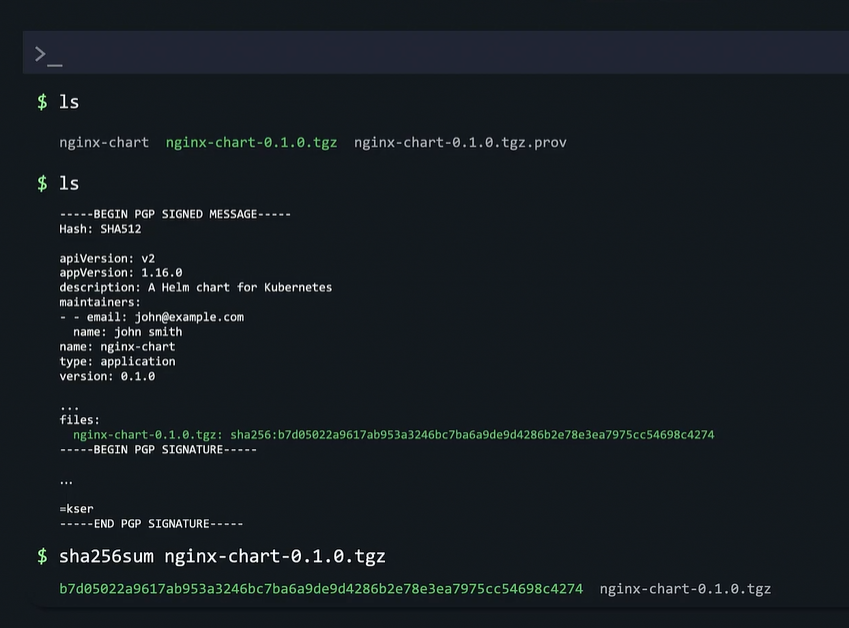 >_
$ ls
nginx-chart nginx-chart-0.1.0.tgz nginx-chart-0.1.0.tgz.prov
$ ls
-----BEGIN PGP SIGNED MESSAGE-----
Hash: SHA512
apiVersion: v2
appVersion: 1.16.0
description: A Helm chart for Kubernetes
maintainers:
- - email: john@example.com
name: john smith
name: nginx-chart
type: application
version: 0.1.0
...
files:
nginx-chart-0.1.0.tgz: sha256:b7d05022a9617ab953a3246bc7ba6a9de9d4286b2e78e3ea7975cc54698c4274
-----BEGIN PGP SIGNATURE-----
...
=kser
-----END PGP SIGNATURE-----
$ sha256sum nginx-chart-0.1.0.tgz
b7d05022a9617ab953a3246bc7ba6a9de9d4286b2e78e3ea7975cc54698c4274 nginx-chart-0.1.0.tgz